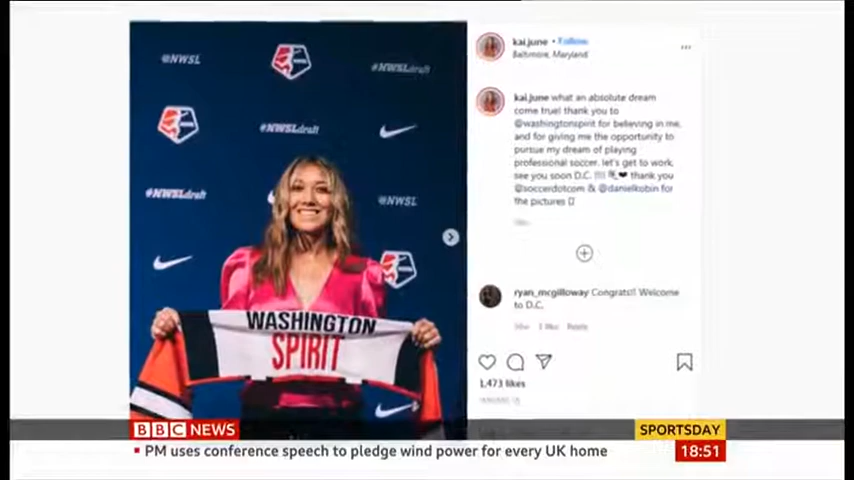 @NWSL
#NWSLdraft
#NWSLdraft
#NWSLdraft
@NWSL
WASHINGTON
SPIRIT
kai.june • Follow
Baltimore, Maryland
kai.june what an absolute dream
come true! thank you to
@washingtonspirit for believing in me,
and for giving me the opportunity to
pursue my dream of playing
professional soccer. let's get to work.
see you soon D.C. thank you
@soccerdotcom & @danielkobin for
the pictures
ryan_mcgilloway Congrats!! Welcome
to D.C.
1 like Reply
1,473 likes
BBC NEWS
SPORTSDAY
PM uses conference speech to pledge wind power for every UK home
18:51